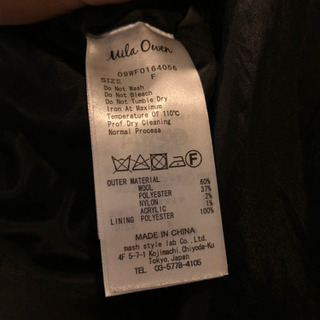 Mila Owen
09WFO164056
SIZE F
Do Not Wash
Do Not Bleach
Do Not Tumble Dry
Iron At Maximum
Temperature Of 110℃
Prof.Dry Cleaning
Normal Process
F
OUTER MATERIAL
WOOL 60%
POLYESTER 37%
NYLON 2%
ACRYLIC 1%
LINING POLYESTER 100%
MADE IN CHINA
mash style lab Co.,Ltd.
4F 5-7-1 Kojimachi,Chiyoda-Ku
Tokyo,Japan
TEL 03-5778-4105